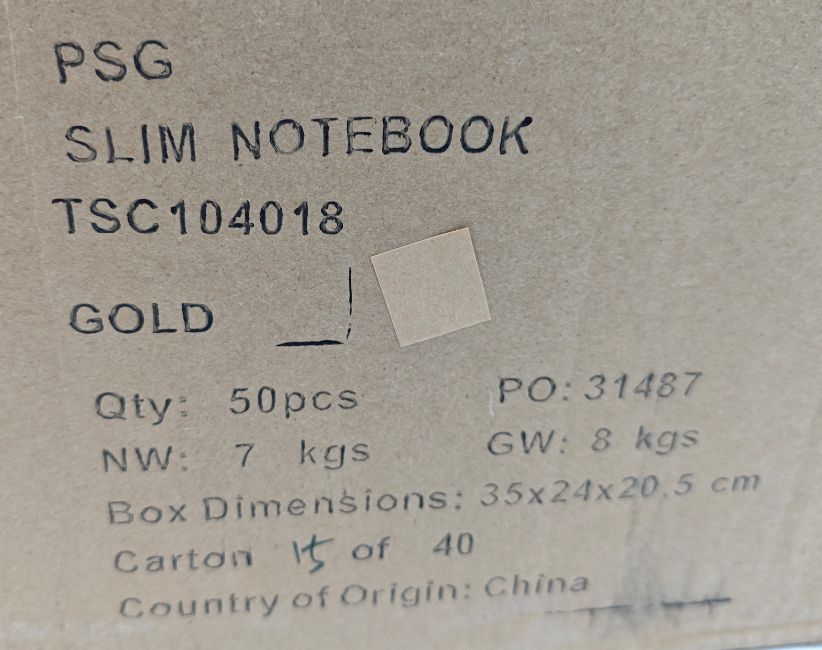 PSG
SLIM NOTEBOOK
TSC104018
GOLD
Qty: 50pcs PO: 31487
NW: 7 kgs GW: 8 kgs
Box Dimensions: 35x24x20.5 cm
Carton 15 of 40
Country of Origin: China